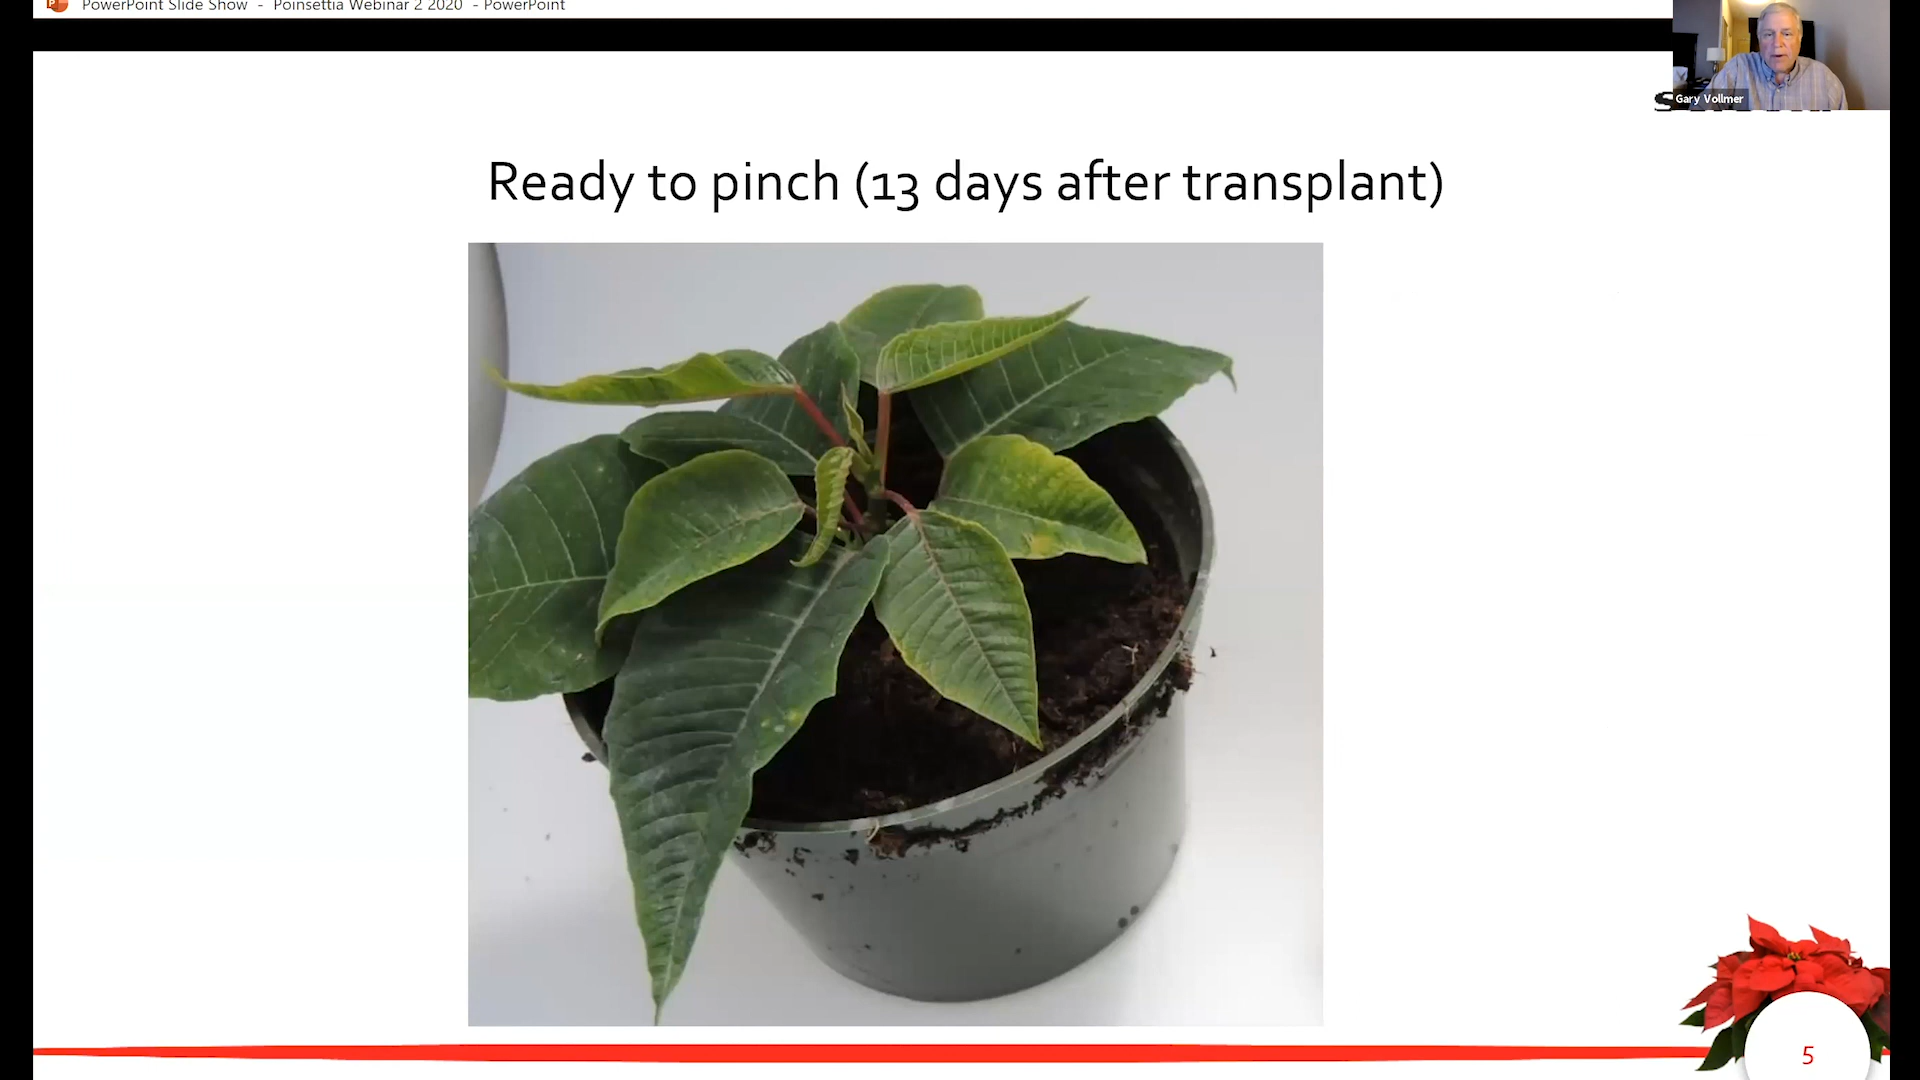 PowerPoint Slide Show - Poinsettia Webinar 2 2020 - PowerPoint
Gary Vollmer
Ready to pinch (13 days after transplant)
5